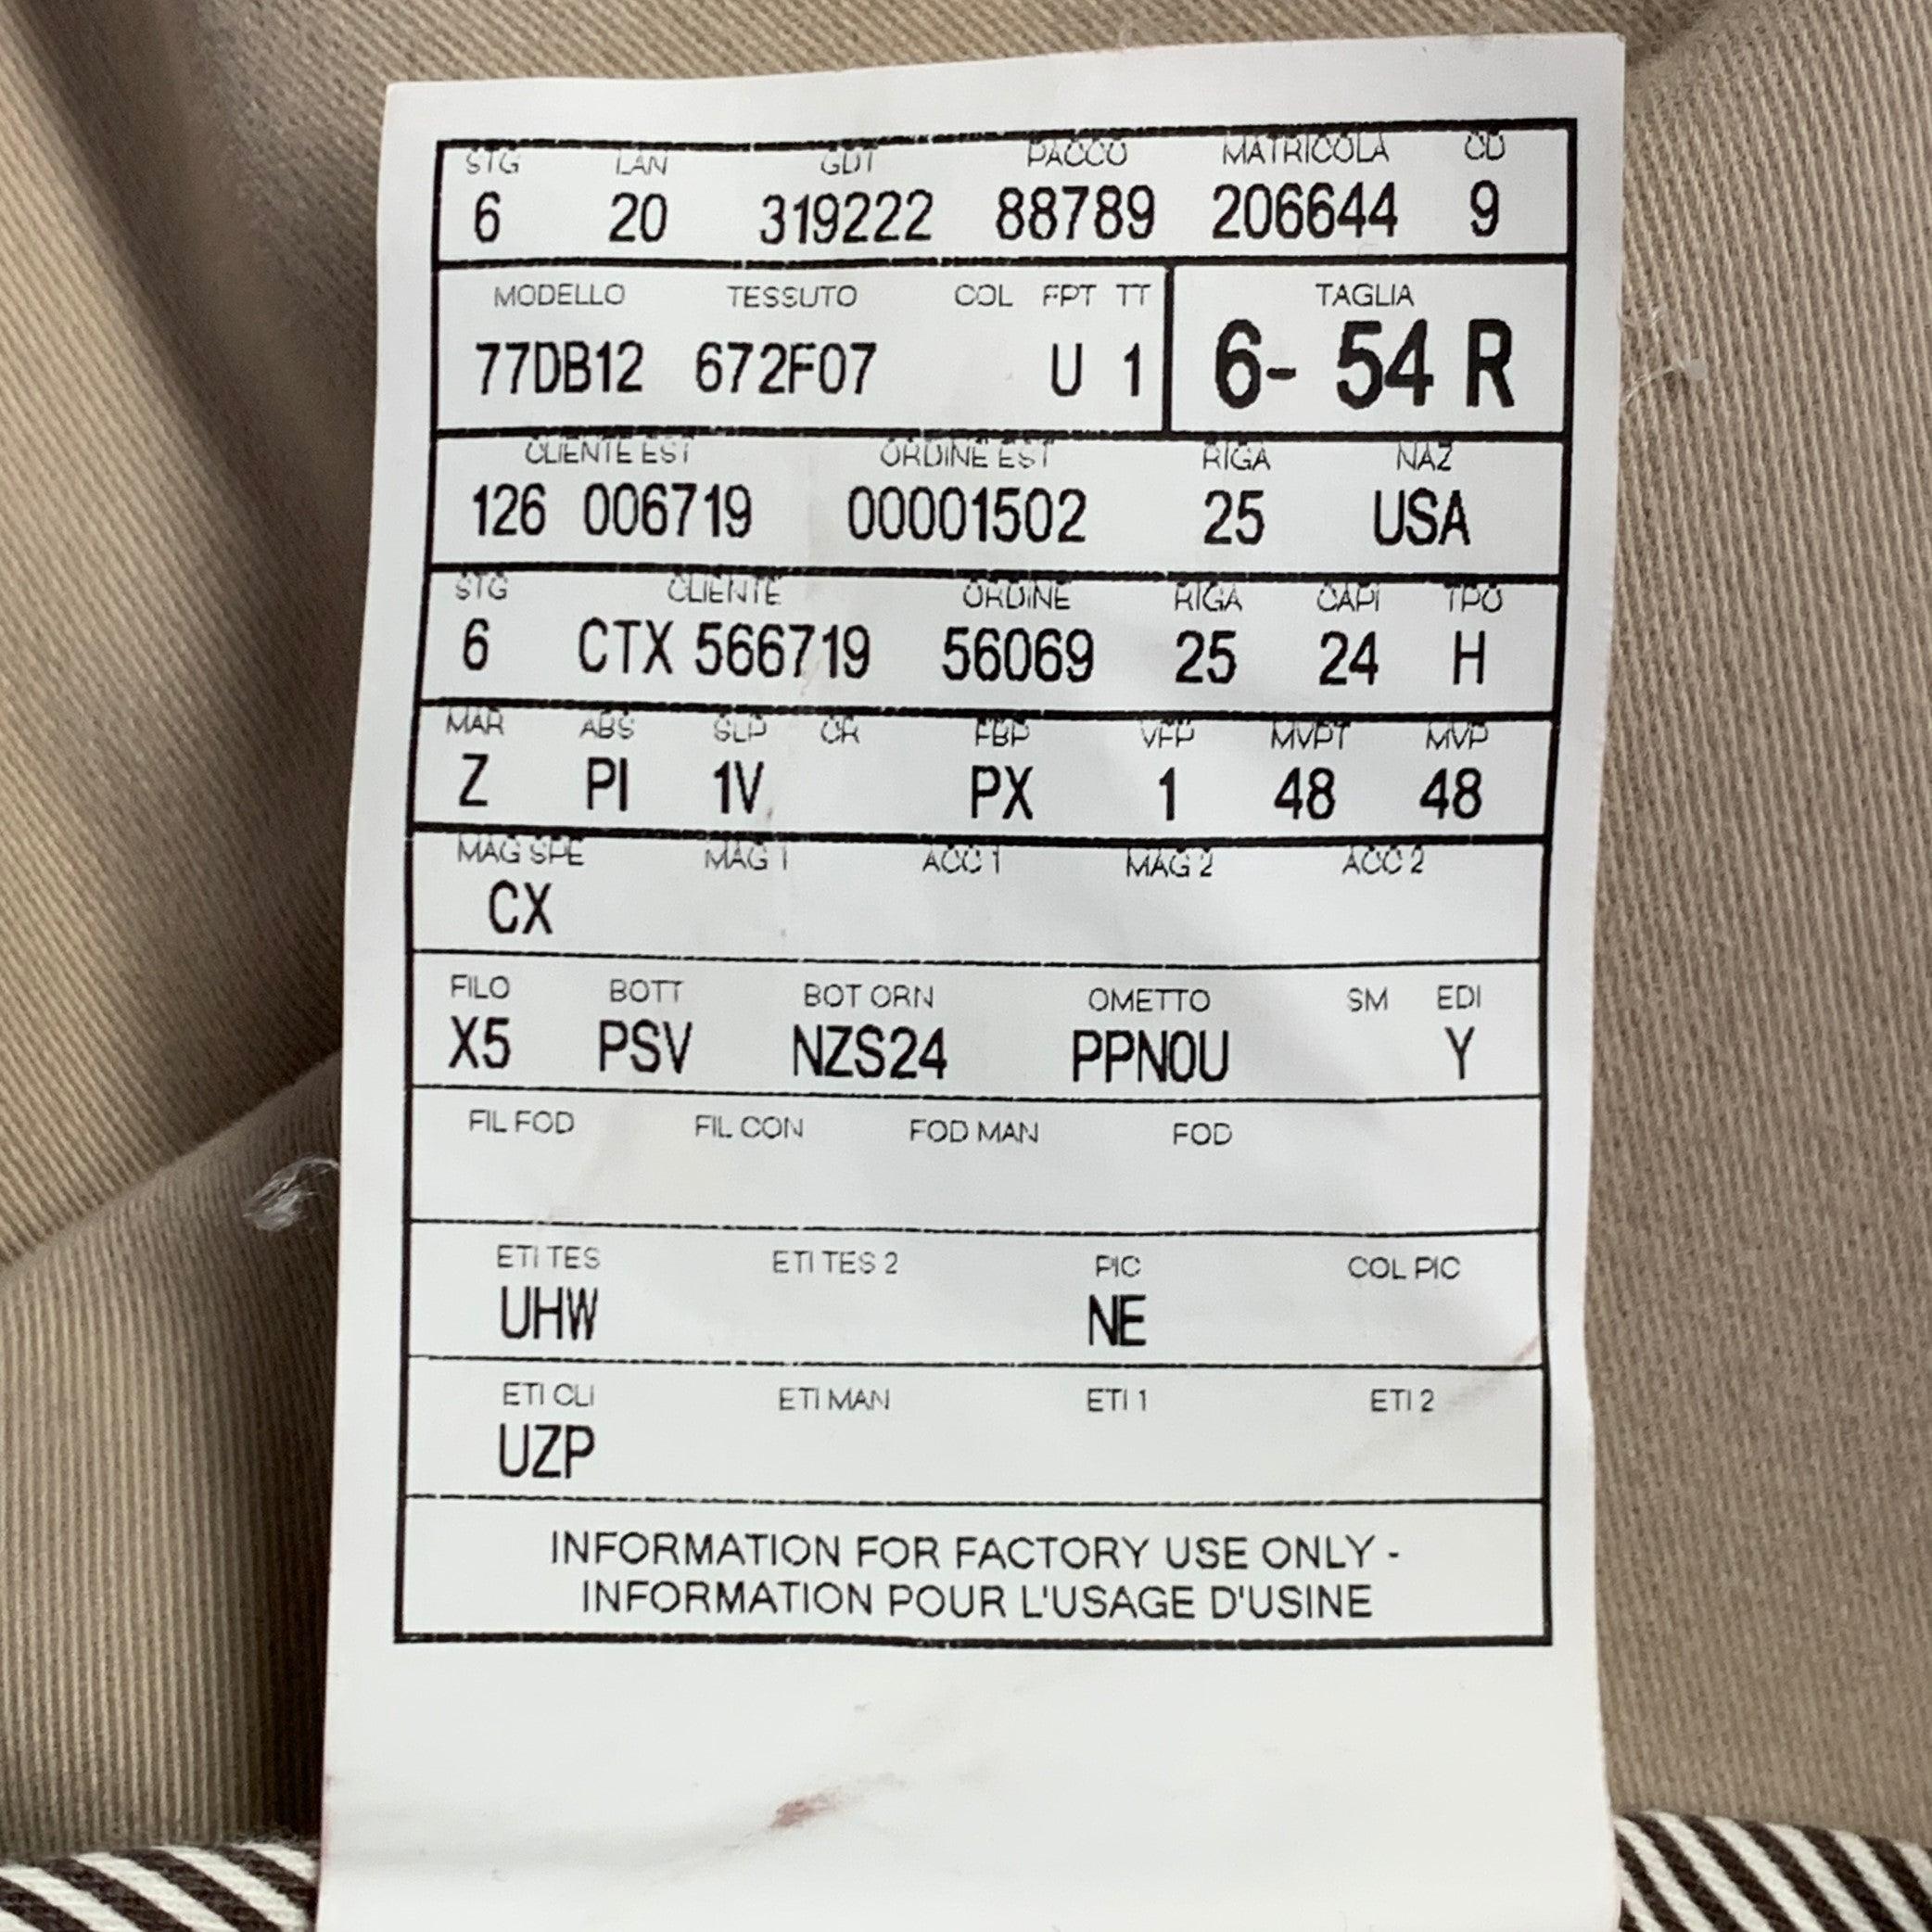 STG LAN GDT PACCO MATRICOLA CD
6 20 319222 88789 206644 9
MODELLO TESSUTO COL FPT TT TAGLIA
77DB12 672F07 U 1 6- 54 R
CLIENTE EST ORDINE EST RIGA NAZ
126 006719 00001502 25 USA
STG CLIENTE ORDINE RIGA CAPI TPO
6 CTX 566719 56069 25 24 H
MAR ABS SLP CR FBP VFP MVPT MVP
Z PI 1V PX 1 48 48
MAG SPE MAG 1 ACC 1 MAG 2 ACC 2
CX
FILO BOTT BOT ORN OMETTO SM EDI
X5 PSV NZS24 PPN0U Y
FIL FOD FIL CON FOD MAN FOD
ETI TES ETI TES 2 PIC COL PIC
UHW NE
ETI CLI ETI MAN ETI 1 ETI 2
UZP
INFORMATION FOR FACTORY USE ONLY -
INFORMATION POUR L'USAGE D'USINE